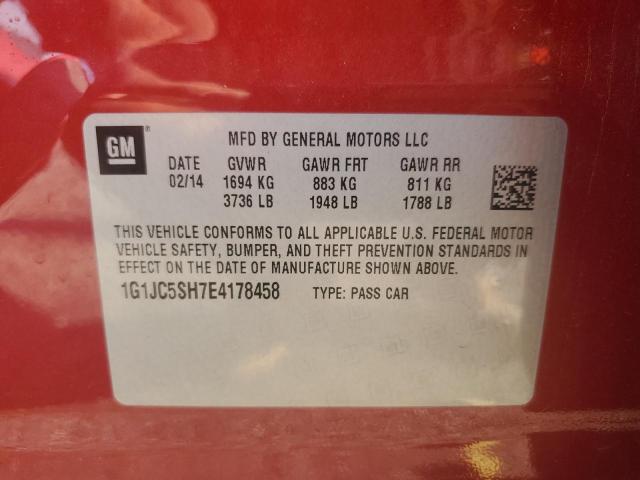 GM ® MFD BY GENERAL MOTORS LLC
DATE GVWR GAWR FRT GAWR RR
02/14 1694 KG 883 KG 811 KG
3736 LB 1948 LB 1788 LB
THIS VEHICLE CONFORMS TO ALL APPLICABLE U.S. FEDERAL MOTOR
VEHICLE SAFETY, BUMPER, AND THEFT PREVENTION STANDARDS IN
EFFECT ON THE DATE OF MANUFACTURE SHOWN ABOVE.
1G1JC5SH7E4178458 TYPE: PASS CAR